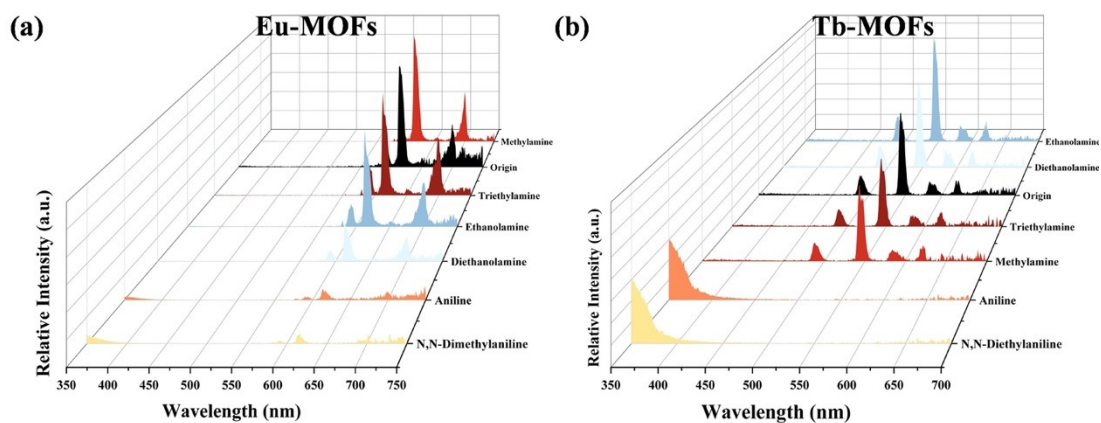 (a)
Eu-MOFs
Methylamine
Origin
Triethylamine
Ethanolamine
Diethanolamine
Aniline
N,N-Dimethylaniline
Relative Intensity (a.u.)
350 400 450 500 550 600 650 700 750
Wavelength (nm)
(b)
Tb-MOFs
Ethanolamine
Diethanolamine
Origin
Triethylamine
Methylamine
Aniline
N,N-Diethylaniline
Relative Intensity (a.u.)
350 400 450 500 550 600 650 700
Wavelength (nm)